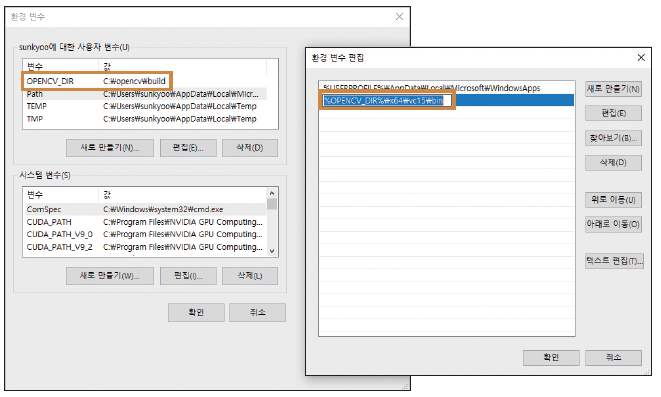 환경 변수
sunkyoo에 대한 사용자 변수(U)
변수 값
OPENCV_DIR C:₩opencv₩build
Path C:₩Users₩sunkyoo₩AppData₩Local₩Micr...
TEMP C:₩Users₩sunkyoo₩AppData₩Local₩Temp
TMP C:₩Users₩sunkyoo₩AppData₩Local₩Temp
새로 만들기(N)... 편집(E)... 삭제(D)
시스템 변수(S)
변수 값
ComSpec C:₩Windows₩system32₩cmd.exe
CUDA_PATH C:₩Program Files₩NVIDIA GPU Computing...
CUDA_PATH_V9_0 C:₩Program Files₩NVIDIA GPU Computing...
CUDA_PATH_V9_2 C:₩Program Files₩NVIDIA GPU Computing...
새로 만들기(W)... 편집(I)... 삭제(L)
확인 취소
환경 변수 편집
%USERPROFILE%₩AppData₩Local₩Microsoft₩WindowsApps
%OPENCV_DIR%₩x64₩vc15₩bin
새로 만들기(N)
편집(E)
찾아보기(B)...
삭제(D)
위로 이동(U)
아래로 이동(O)
텍스트 편집(T)...
확인 취소